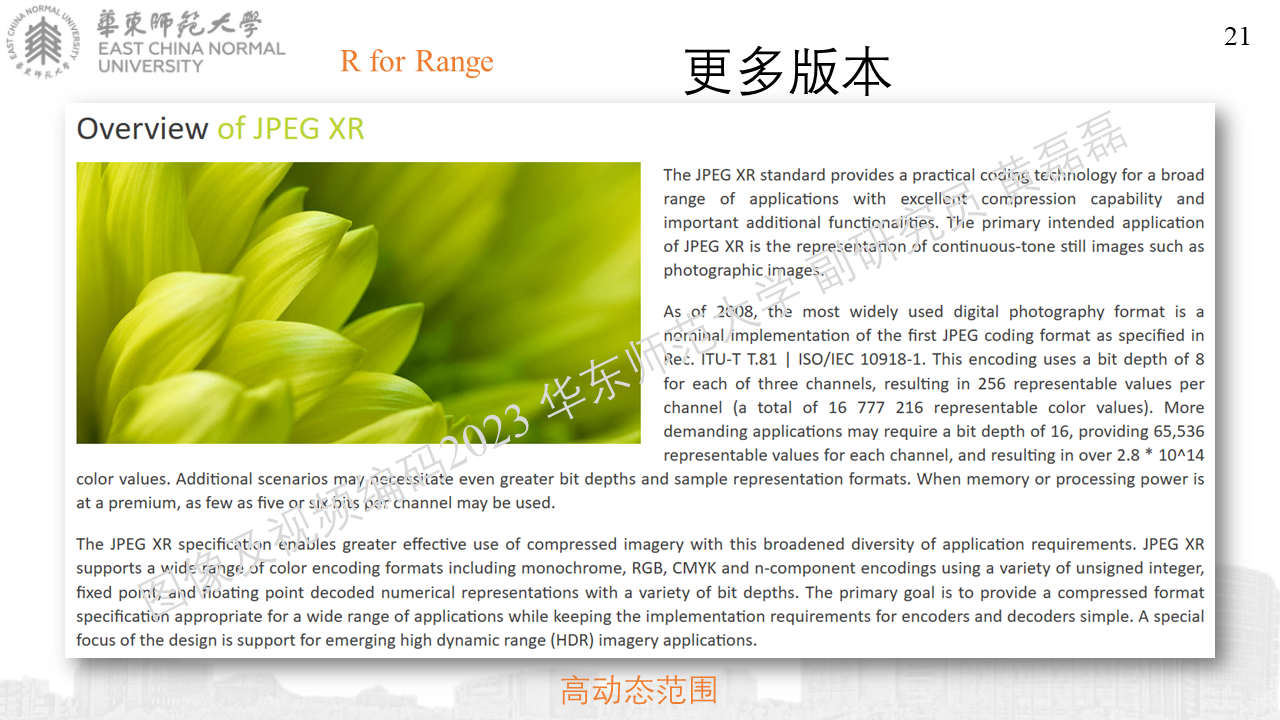 華東師范大學
EAST CHINA NORMAL
UNIVERSITY
EAST CHINA NORMAL UNIVERSITY
華東師范大學
R for Range
更多版本
21
Overview of JPEG XR
The JPEG XR standard provides a practical coding technology for a broad
range of applications with excellent compression capability and
important additional functionalities. The primary intended application
of JPEG XR is the representation of continuous-tone still images such as
photographic images.
As of 2008, the most widely used digital photography format is a
nominal implementation of the first JPEG coding format as specified in
Rec. ITU-T T.81 | ISO/IEC 10918-1. This encoding uses a bit depth of 8
for each of three channels, resulting in 256 representable values per
channel (a total of 16 777 216 representable color values). More
demanding applications may require a bit depth of 16, providing 65,536
representable values for each channel, and resulting in over 2.8 * 10^14
color values. Additional scenarios may necessitate even greater bit depths and sample representation formats. When memory or processing power is
at a premium, as few as five or six bits per channel may be used.
The JPEG XR specification enables greater effective use of compressed imagery with this broadened diversity of application requirements. JPEG XR
supports a wide range of color encoding formats including monochrome, RGB, CMYK and n-component encodings using a variety of unsigned integer,
fixed point, and floating point decoded numerical representations with a variety of bit depths. The primary goal is to provide a compressed format
specification appropriate for a wide range of applications while keeping the implementation requirements for encoders and decoders simple. A special
focus of the design is support for emerging high dynamic range (HDR) imagery applications.
图像及视频编码2023 华东师范大学 副研究员 黄磊磊
高动态范围